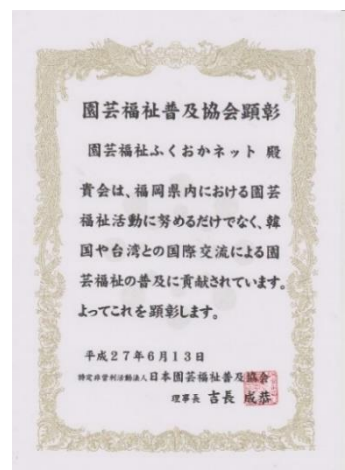 園芸福祉普及協会顕彰
園芸福祉ふくおかネット 殿
貴会は、福岡県内における園芸
福祉活動に努めるだけでなく、韓
国や台湾との国際交流による園
芸福祉の普及に貢献されています。
よってこれを顕彰します。
平成27年6月13日
特定非営利活動法人日本園芸福祉普及協会
理事長 吉長 成恭